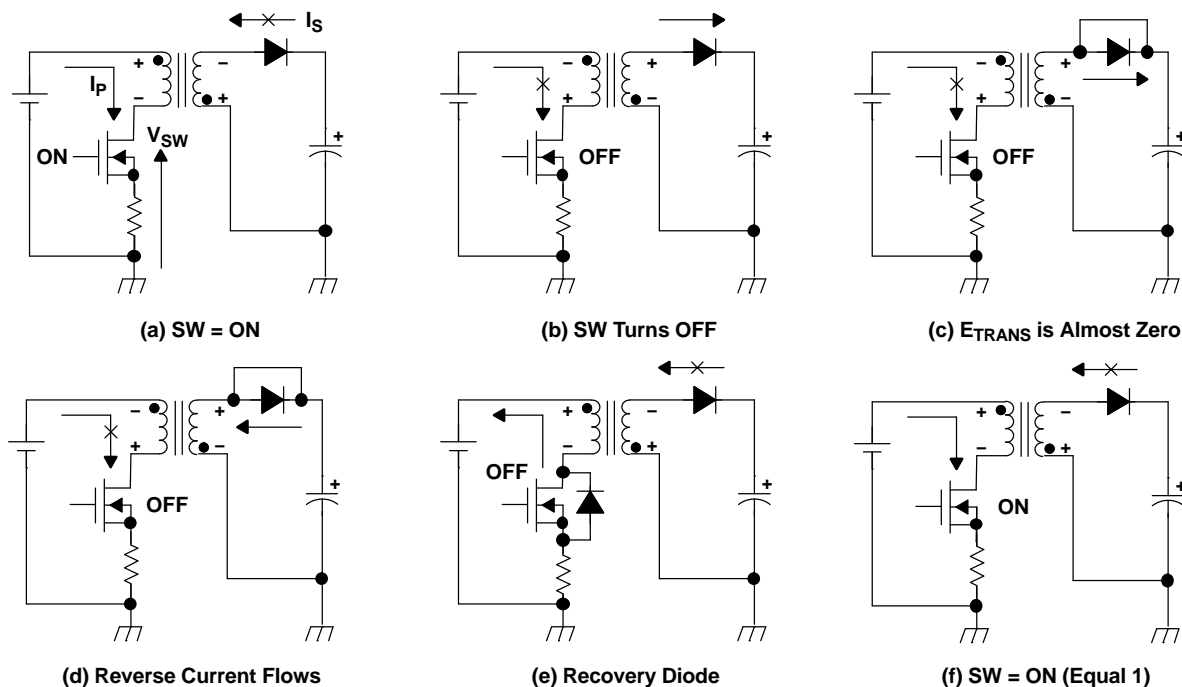 I_S
+ –
I_P
– +
V_SW
ON
+
(a) SW = ON
– +
+ –
OFF
+
(b) SW Turns OFF
– +
+ –
OFF
+
(c) E_TRANS is Almost Zero
– +
+ –
OFF
+
(d) Reverse Current Flows
+ –
– +
OFF
+
(e) Recovery Diode
+ –
– +
ON
+
(f) SW = ON (Equal 1)